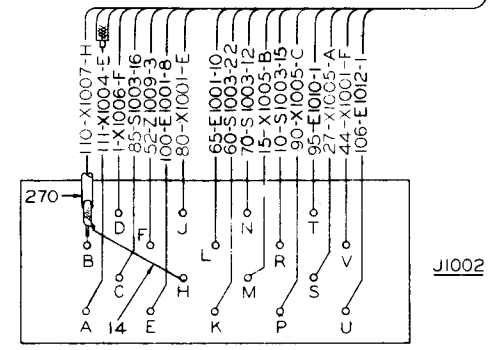 110-X1007-H
111-X1004-E
1-X1006-F
85-S1003-16
52-Z1009-3
100-E1001-8
80-X1001-E
65-E1001-10
60-S1003-22
70-S1003-12
15-X1005-B
10-S1003-15
90-X1005-C
95-E1010-1
27-X1005-A
44-X1001-F
106-E1012-1
270
D F J N T
B L R V
J1002
C H M S
A 14 E K P U